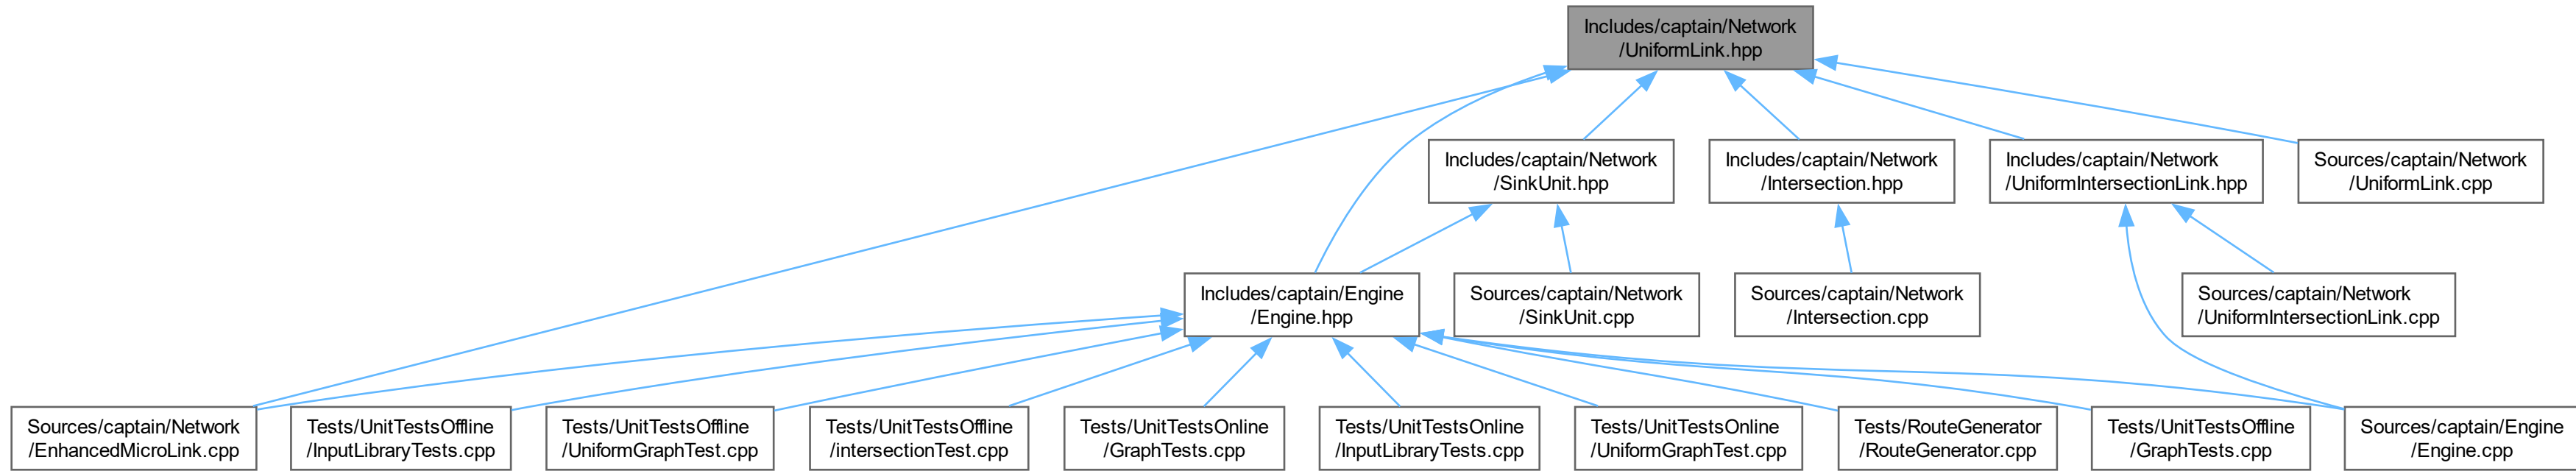 Includes/captain/Network
/UniformLink.hpp
Includes/captain/Network
/SinkUnit.hpp
Includes/captain/Network
/Intersection.hpp
Includes/captain/Network
/UniformIntersectionLink.hpp
Sources/captain/Network
/UniformLink.cpp
Includes/captain/Engine
/Engine.hpp
Sources/captain/Network
/SinkUnit.cpp
Sources/captain/Network
/Intersection.cpp
Sources/captain/Network
/UniformIntersectionLink.cpp
Sources/captain/Network
/EnhancedMicroLink.cpp
Tests/UnitTestsOffline
/InputLibraryTests.cpp
Tests/UnitTestsOffline
/UniformGraphTest.cpp
Tests/UnitTestsOffline
/intersectionTest.cpp
Tests/UnitTestsOnline
/GraphTests.cpp
Tests/UnitTestsOnline
/InputLibraryTests.cpp
Tests/UnitTestsOnline
/UniformGraphTest.cpp
Tests/RouteGenerator
/RouteGenerator.cpp
Tests/UnitTestsOffline
/GraphTests.cpp
Sources/captain/Engine
/Engine.cpp